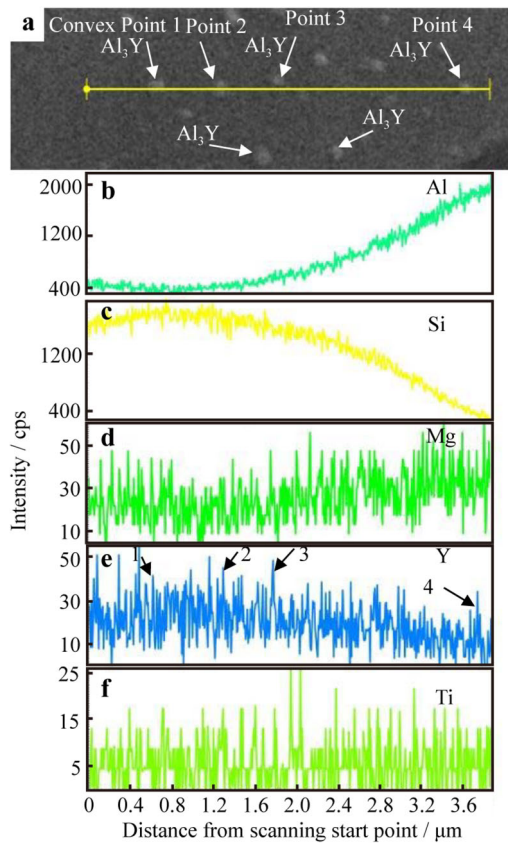 a
Convex Point 1 Point 2 Point 3 Point 4
Al₃Y Al₃Y Al₃Y
Al₃Y Al₃Y
b Al
2000
1200
400
c Si
1200
400
d Mg
50
30
10
e 1 2 3 Y
50
30
4
10
f Ti
25
15
5
0 0.4 0.8 1.2 1.6 2.0 2.4 2.8 3.2 3.6
Distance from scanning start point / μm
Intensity / cps